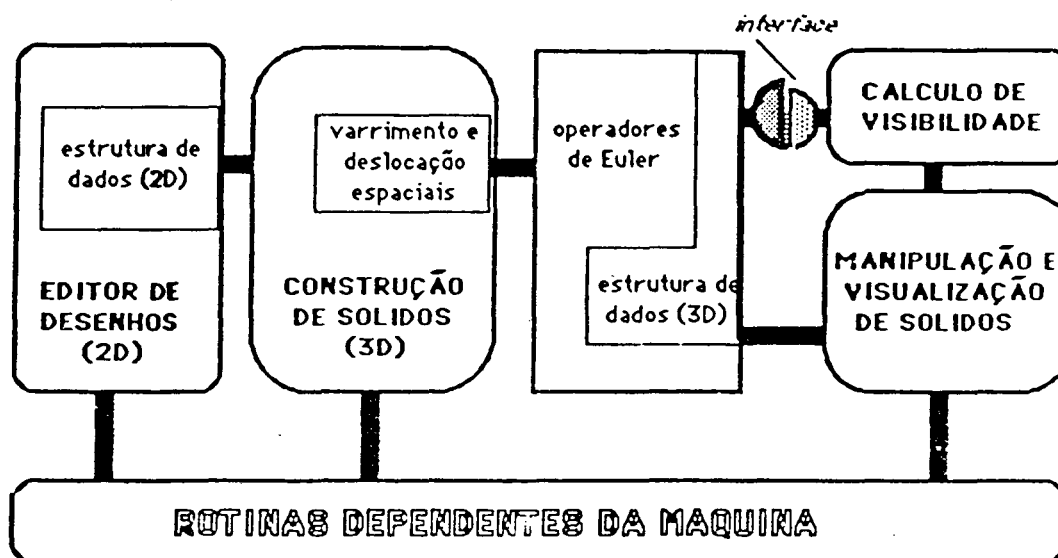 interface
estrutura de
dados (2D)
EDITOR DE
DESENHOS
(2D)
varrimento e
deslocação
espaciais
CONSTRUÇÃO
DE SOLIDOS
(3D)
operadores
de Euler
estrutura de
dados (3D)
CALCULO DE
VISIBILIDADE
MANIPULAÇÃO E
VISUALIZAÇÃO
DE SOLIDOS
ROTINAS DEPENDENTES DA MAQUINA